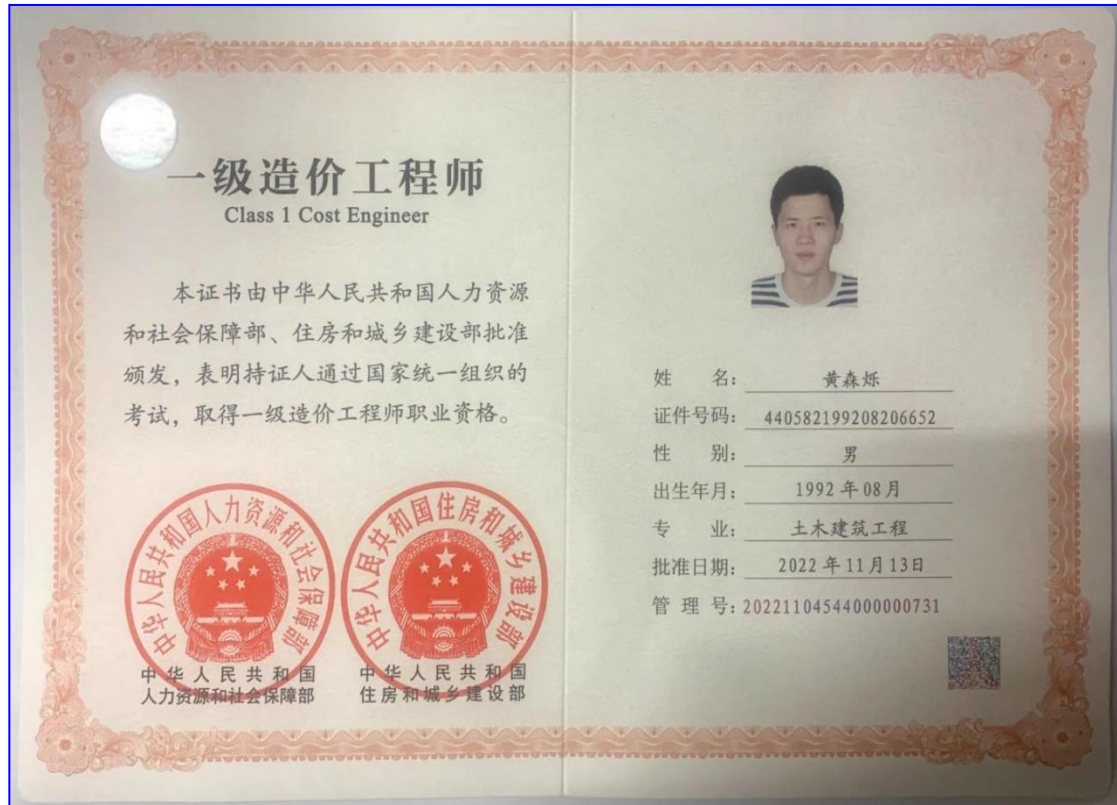 一级造价工程师
Class 1 Cost Engineer
本证书由中华人民共和国人力资源
和社会保障部、住房和城乡建设部批准
颁发，表明持证人通过国家统一组织的
考试，取得一级造价工程师职业资格。
中华人民共和国人力资源和社会保障部
中华人民共和国住房和城乡建设部
中华人民共和国
人力资源和社会保障部
中华人民共和国
住房和城乡建设部
姓 名： 黄森烁
证件号码： 440582199208206652
性 别： 男
出生年月： 1992年08月
专 业： 土木建筑工程
批准日期： 2022年11月13日
管 理 号：20221104544000000731